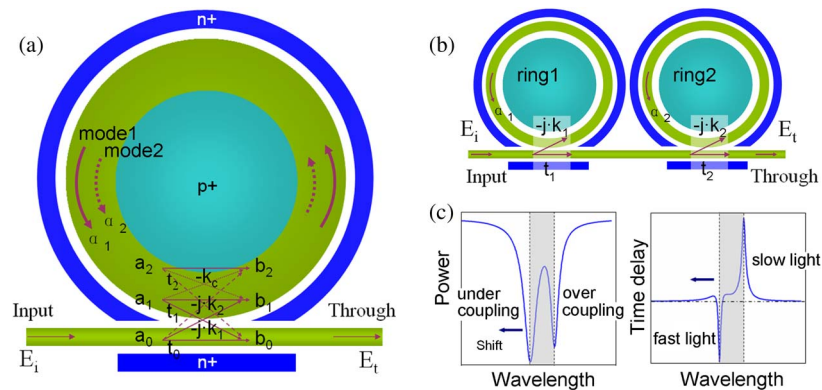 (a)
n+
mode1
mode2
p+
α1
α2
a2
t2
-kc
b2
a1
t1
-j·k2
b1
-j·k1
a0
t0
b0
Input
Ei
Through
Et
n+
(b)
ring1
ring2
α1
α2
-j·k1
-j·k2
Ei
Et
Input
t1
t2
Through
(c)
Power
under
coupling
over
coupling
Shift
Wavelength
Time delay
slow light
fast light
Wavelength